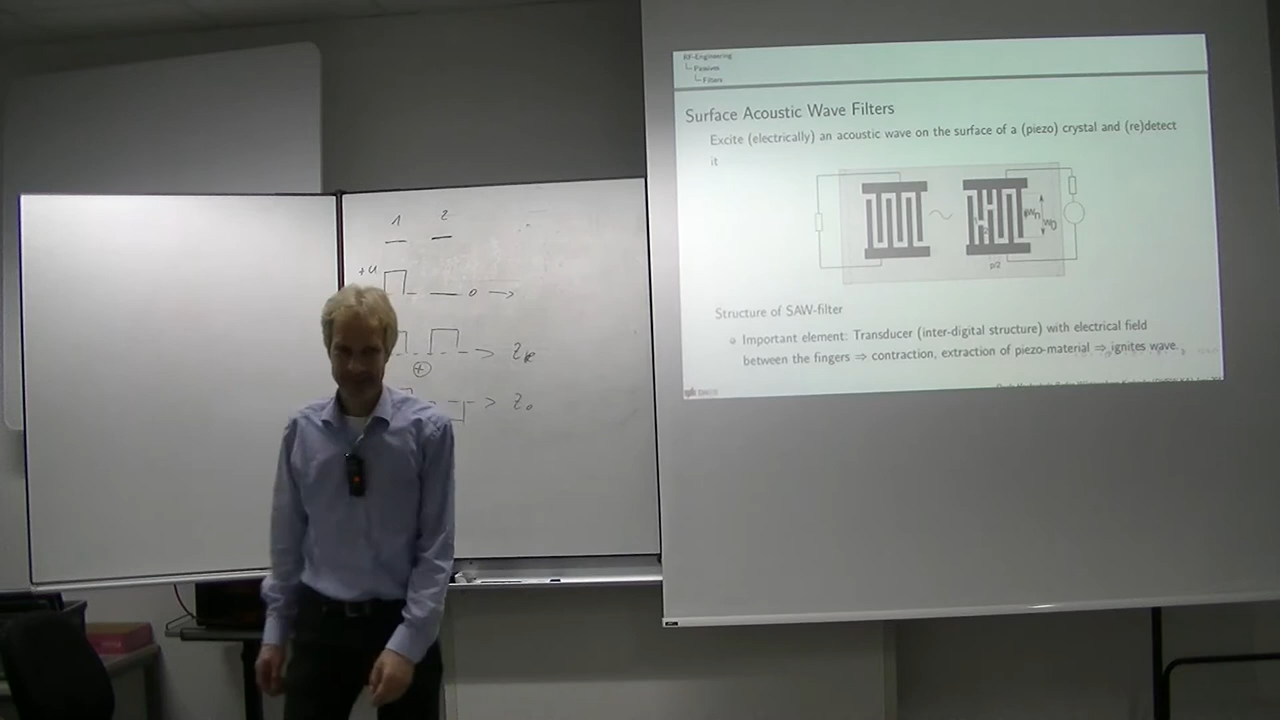 1 2
+u
0
Z
⊕
Z₀
RF-Engineering
Passives
Filters
Surface Acoustic Wave Filters
Excite (electrically) an acoustic wave on the surface of a (piezo) crystal and (re)detect
it
p/2
Structure of SAW-filter
Important element: Transducer (inter-digital structure) with electrical field
between the fingers ⇒ contraction, extraction of piezo-material ⇒ ignites wave.